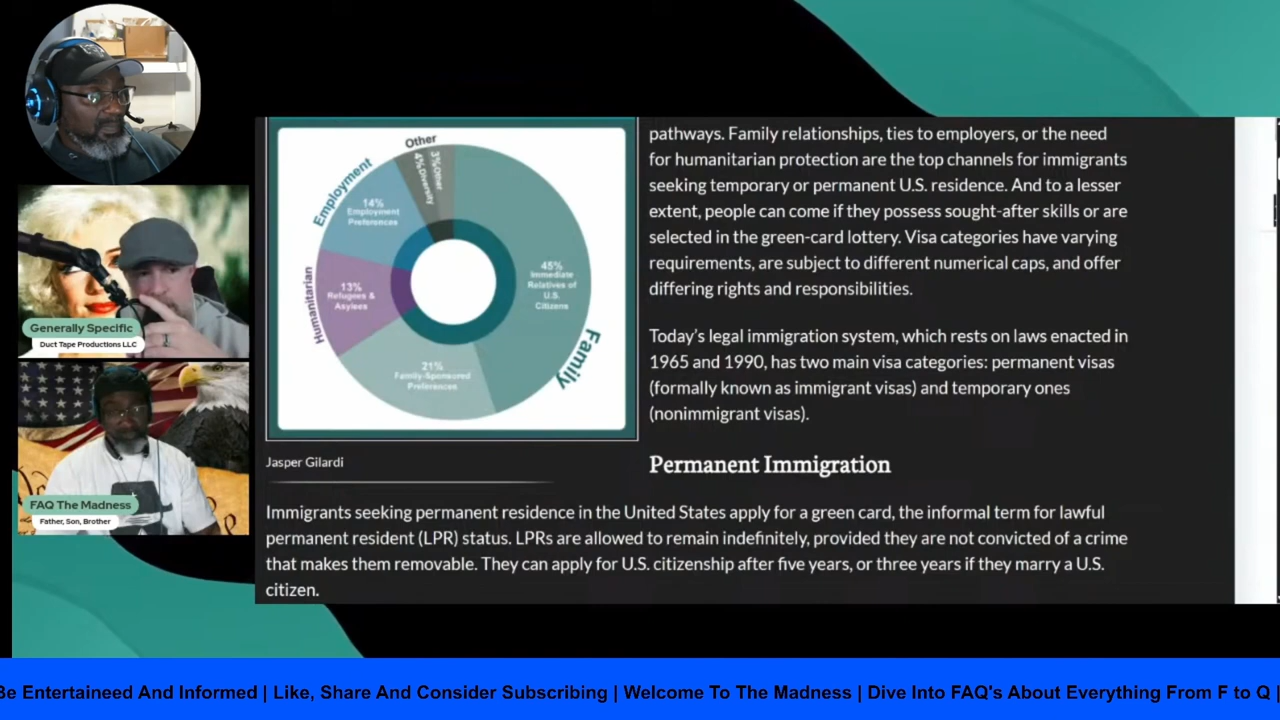 Generally Specific
Duct Tape Productions LLC
FAQ The Madness
Father, Son, Brother
Other
4% Diversity
3% Other
Employment
14%
Employment
Preferences
Humanitarian
13%
Refugees &
Asylees
45%
Immediate
Relatives of
U.S.
Citizens
Family
21%
Family-Sponsored
Preferences
Jasper Gilardi
pathways. Family relationships, ties to employers, or the need
for humanitarian protection are the top channels for immigrants
seeking temporary or permanent U.S. residence. And to a lesser
extent, people can come if they possess sought-after skills or are
selected in the green-card lottery. Visa categories have varying
requirements, are subject to different numerical caps, and offer
differing rights and responsibilities.
Today's legal immigration system, which rests on laws enacted in
1965 and 1990, has two main visa categories: permanent visas
(formally known as immigrant visas) and temporary ones
(nonimmigrant visas).
Permanent Immigration
Immigrants seeking permanent residence in the United States apply for a green card, the informal term for lawful
permanent resident (LPR) status. LPRs are allowed to remain indefinitely, provided they are not convicted of a crime
that makes them removable. They can apply for U.S. citizenship after five years, or three years if they marry a U.S.
citizen.
Be Entertaineed And Informed | Like, Share And Consider Subscribing | Welcome To The Madness | Dive Into FAQ's About Everything From F to Q |